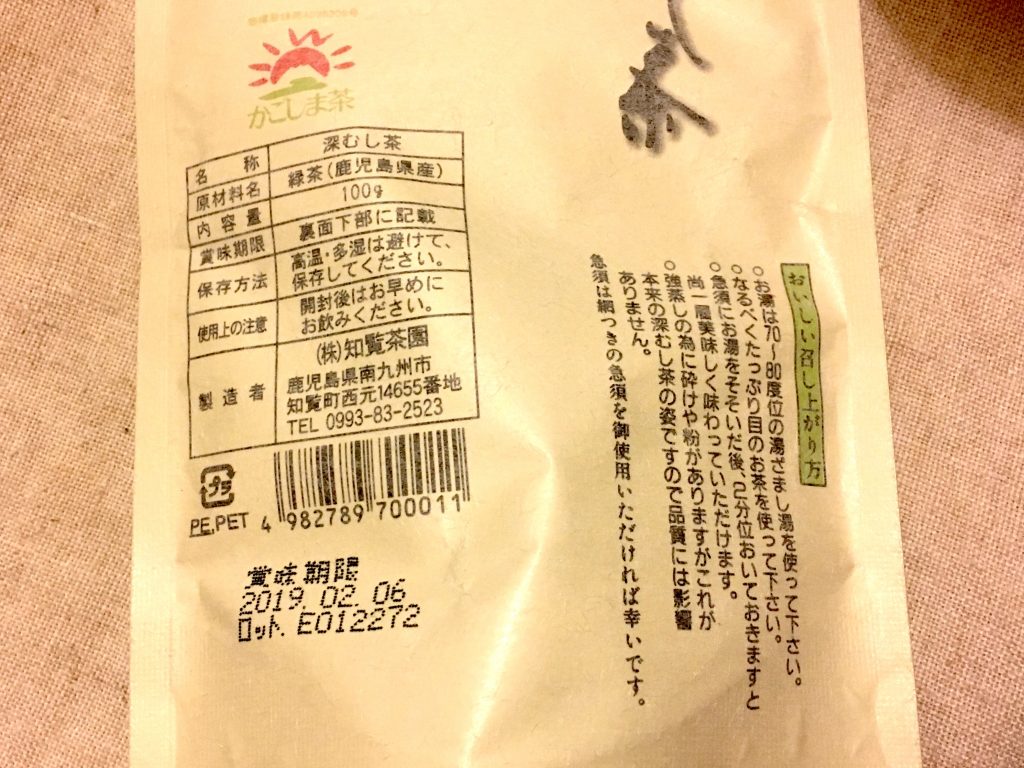 茶
かごしま茶
名称 深むし茶
原材料名 緑茶(鹿児島県産)
内容量 100g
賞味期限 裏面下部に記載
保存方法 高温・多湿は避けて、
保存してください。
使用上の注意 開封後はお早めに
お飲みください。
製造者 (株)知覧茶園
鹿児島県南九州市
知覧町西元14655番地
TEL 0993-83-2523
プラ
PE,PET
4 982789 700011
賞味期限
2019.02.06
ロット E012272
おいしい召し上がり方
○お湯は70～80度位の湯ざまし湯を使って下さい。
○なるべくたっぷり目のお茶を使って下さい。
○急須にお湯をそそいだ後、2分位おいておきますと
尚一層美味しく味わっていただけます。
○強蒸しの為に砕けや粉がありますがこれが
本来の深むし茶の姿ですので品質には影響
ありません。
急須は網つきの急須を御使用いただければ幸いです。